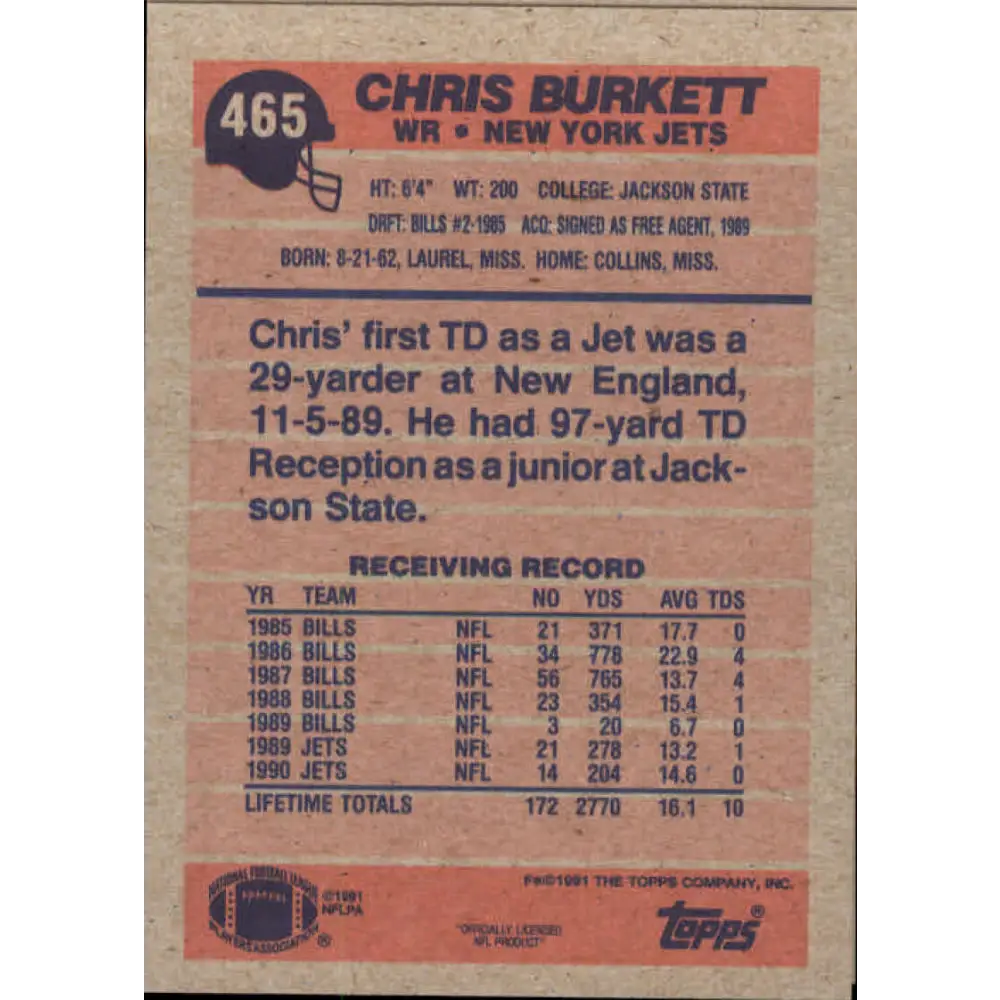 465
CHRIS BURKETT
WR • NEW YORK JETS
HT: 6'4" WT: 200 COLLEGE: JACKSON STATE
DRFT: BILLS #2-1985 ACQ: SIGNED AS FREE AGENT, 1989
BORN: 8-21-62, LAUREL, MISS. HOME: COLLINS, MISS.
Chris' first TD as a Jet was a
29-yarder at New England,
11-5-89. He had 97-yard TD
Reception as a junior at Jack-
son State.
RECEIVING RECORD
YR TEAM NO YDS AVG TDS
1985 BILLS NFL 21 371 17.7 0
1986 BILLS NFL 34 778 22.9 4
1987 BILLS NFL 56 765 13.7 4
1988 BILLS NFL 23 354 15.4 1
1989 BILLS NFL 3 20 6.7 0
1989 JETS NFL 21 278 13.2 1
1990 JETS NFL 14 204 14.6 0
LIFETIME TOTALS 172 2770 16.1 10
©1991 THE TOPPS COMPANY, INC.
NATIONAL FOOTBALL LEAGUE
PLAYERS
PLAYERS ASSOCIATION ®
©1991
NFLPA
"OFFICIALLY LICENSED
NFL PRODUCT"
topps®